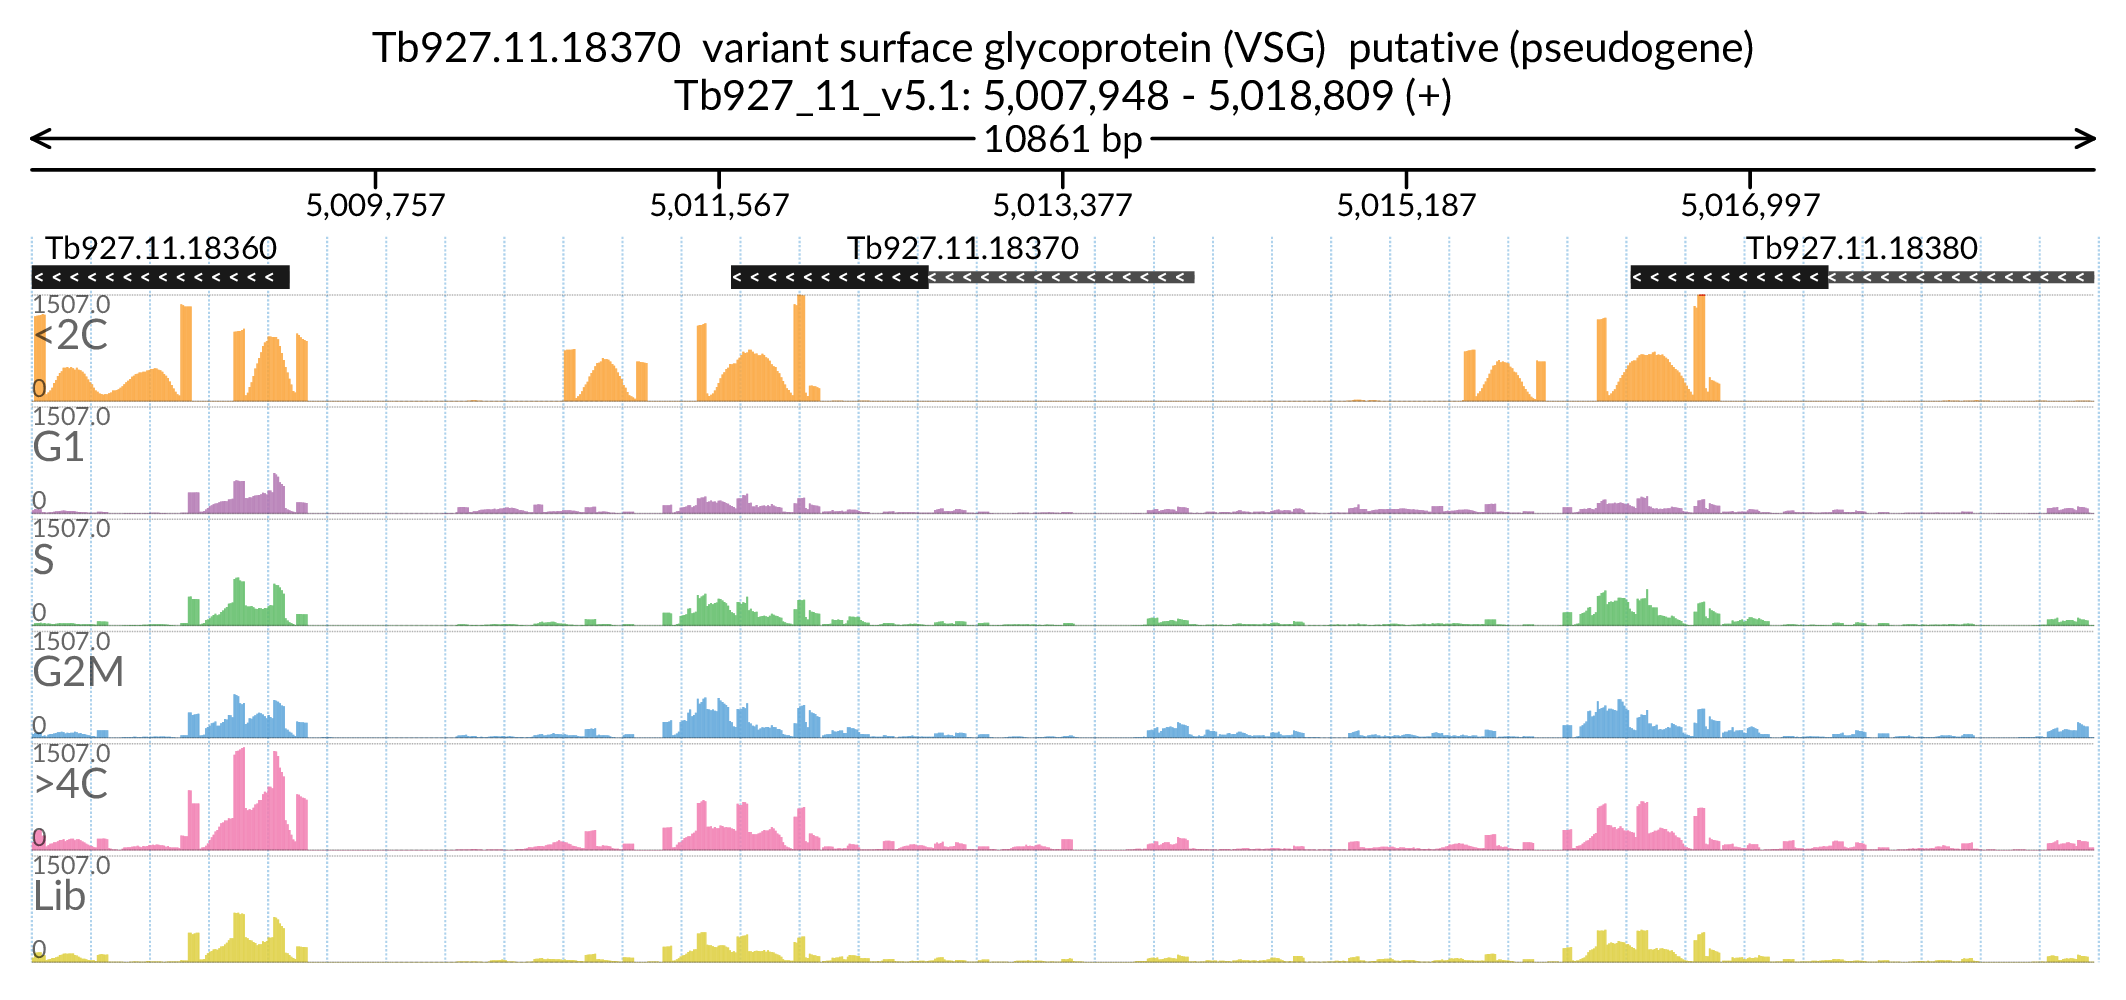 Tb927.11.18370  variant surface glycoprotein (VSG)  putative (pseudogene)
Tb927_11_v5.1: 5,007,948 - 5,018,809 (+)
10861 bp
5,009,757 5,011,567 5,013,377 5,015,187 5,016,997
Tb927.11.18360 Tb927.11.18370 Tb927.11.18380
1507.0
<2C
0
1507.0
G1
0
1507.0
S
0
1507.0
G2M
0
1507.0
>4C
0
1507.0
Lib
0